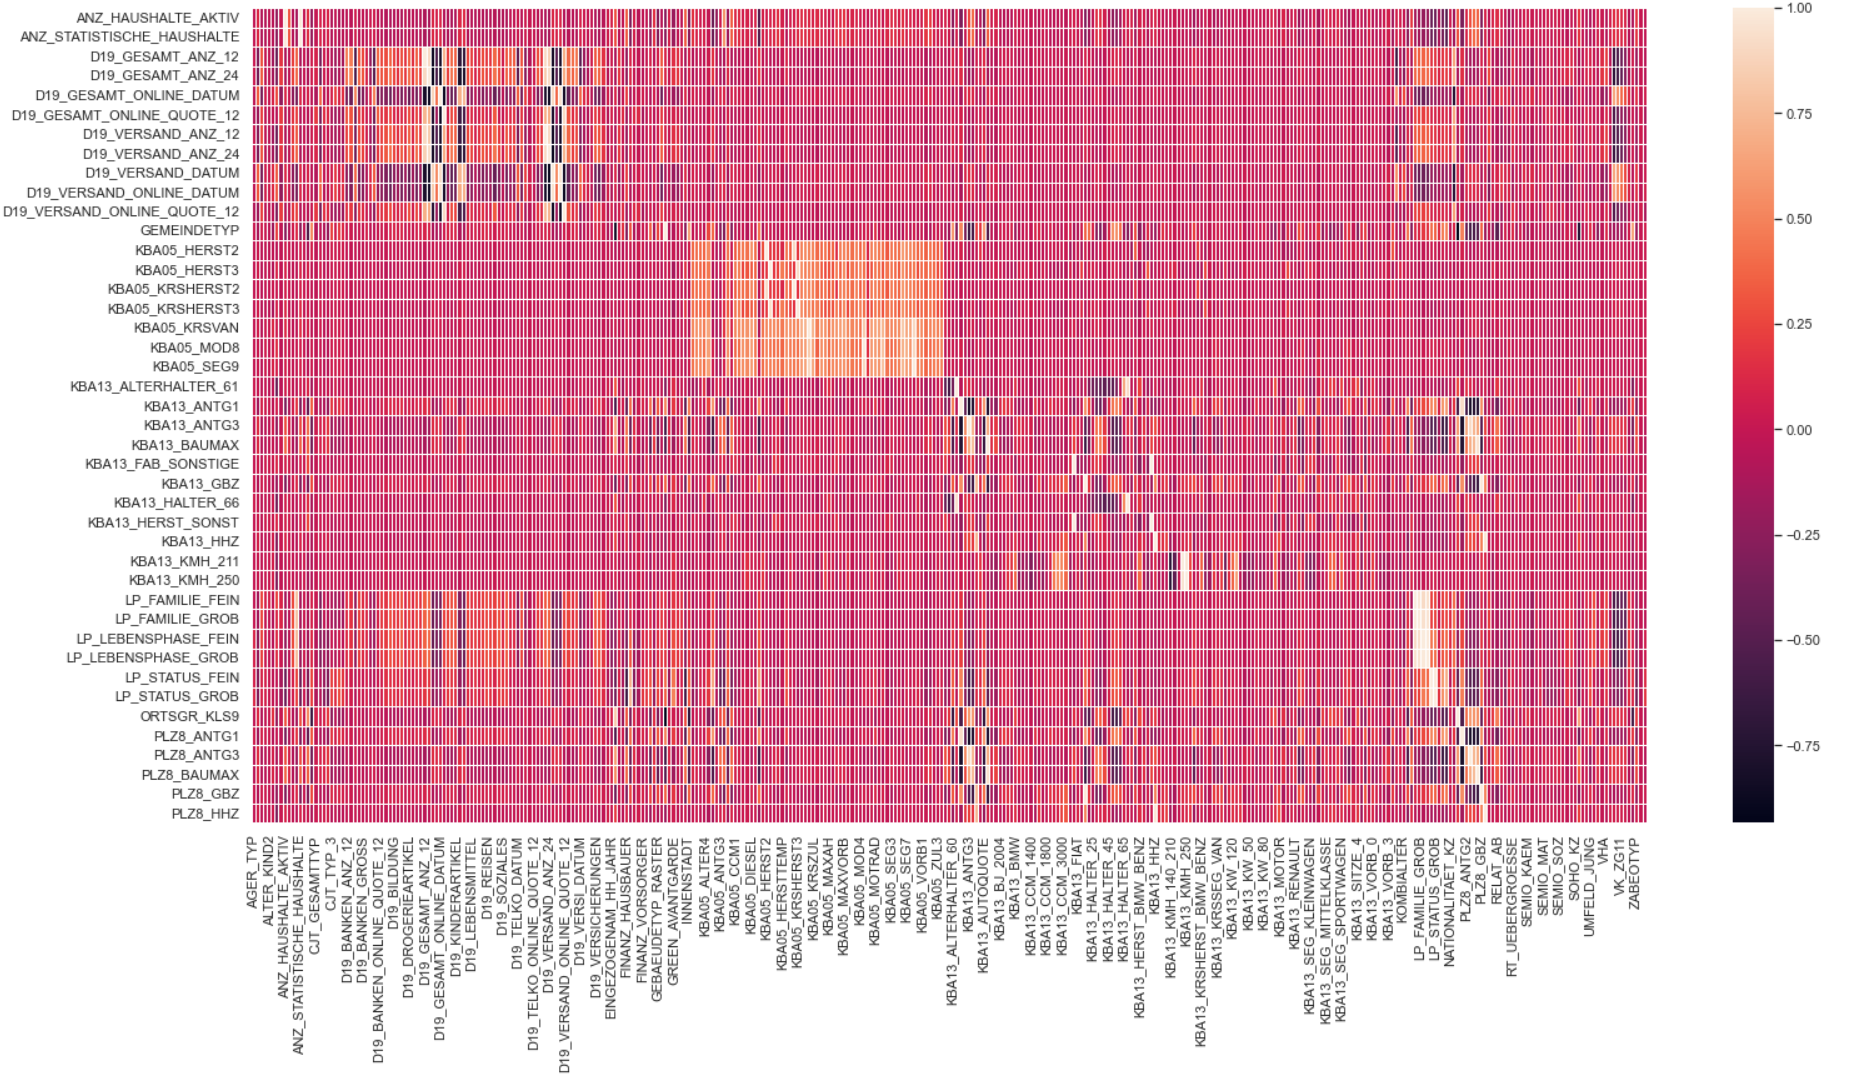 ANZ_HAUSHALTE_AKTIV
ANZ_STATISTISCHE_HAUSHALTE
D19_GESAMT_ANZ_12
D19_GESAMT_ANZ_24
D19_GESAMT_ONLINE_DATUM
D19_GESAMT_ONLINE_QUOTE_12
D19_VERSAND_ANZ_12
D19_VERSAND_ANZ_24
D19_VERSAND_DATUM
D19_VERSAND_ONLINE_DATUM
D19_VERSAND_ONLINE_QUOTE_12
GEMEINDETYP
KBA05_HERST2
KBA05_HERST3
KBA05_KRSHERST2
KBA05_KRSHERST3
KBA05_KRSVAN
KBA05_MOD8
KBA05_SEG9
KBA13_ALTERHALTER_61
KBA13_ANTG1
KBA13_ANTG3
KBA13_BAUMAX
KBA13_FAB_SONSTIGE
KBA13_GBZ
KBA13_HALTER_66
KBA13_HERST_SONST
KBA13_HHZ
KBA13_KMH_211
KBA13_KMH_250
LP_FAMILIE_FEIN
LP_FAMILIE_GROB
LP_LEBENSPHASE_FEIN
LP_LEBENSPHASE_GROB
LP_STATUS_FEIN
LP_STATUS_GROB
ORTSGR_KLS9
PLZ8_ANTG1
PLZ8_ANTG3
PLZ8_BAUMAX
PLZ8_GBZ
PLZ8_HHZ
AGER_TYP
ALTER_KIND2
ANZ_HAUSHALTE_AKTIV
ANZ_STATISTISCHE_HAUSHALTE
CJT_GESAMTTYP
CJT_TYP_3
D19_BANKEN_ANZ_12
D19_BANKEN_GROSS
D19_BANKEN_ONLINE_QUOTE_12
D19_BILDUNG
D19_DROGERIEARTIKEL
D19_GESAMT_ANZ_12
D19_GESAMT_ONLINE_DATUM
D19_KINDERARTIKEL
D19_LEBENSMITTEL
D19_REISEN
D19_SOZIALES
D19_TELKO_DATUM
D19_TELKO_ONLINE_QUOTE_12
D19_VERSAND_ANZ_24
D19_VERSAND_ONLINE_QUOTE_12
D19_VERSI_DATUM
D19_VERSICHERUNGEN
EINGEZOGENAM_HH_JAHR
FINANZ_HAUSBAUER
FINANZ_VORSORGER
GEBAEUDETYP_RASTER
GREEN_AVANTGARDE
INNENSTADT
KBA05_ALTER4
KBA05_ANTG3
KBA05_CCM1
KBA05_DIESEL
KBA05_HERST2
KBA05_HERSTTEMP
KBA05_KRSHERST3
KBA05_KRSZUL
KBA05_MAXAH
KBA05_MAXVORB
KBA05_MOD4
KBA05_MOTRAD
KBA05_SEG3
KBA05_SEG7
KBA05_VORB1
KBA05_ZUL3
KBA13_ALTERHALTER_60
KBA13_ANTG3
KBA13_AUTOQUOTE
KBA13_BJ_2004
KBA13_BMW
KBA13_CCM_1400
KBA13_CCM_1800
KBA13_CCM_3000
KBA13_FIAT
KBA13_HALTER_25
KBA13_HALTER_45
KBA13_HALTER_65
KBA13_HERST_BMW_BENZ
KBA13_HHZ
KBA13_KMH_140_210
KBA13_KMH_250
KBA13_KRSHERST_BMW_BENZ
KBA13_KRSSEG_VAN
KBA13_KW_120
KBA13_KW_50
KBA13_KW_80
KBA13_MOTOR
KBA13_RENAULT
KBA13_SEG_KLEINWAGEN
KBA13_SEG_MITTELKLASSE
KBA13_SEG_SPORTWAGEN
KBA13_SITZE_4
KBA13_VORB_0
KBA13_VORB_3
KOMBIALTER
LP_FAMILIE_GROB
LP_STATUS_GROB
NATIONALITAET_KZ
PLZ8_ANTG2
PLZ8_GBZ
RELAT_AB
RT_UEBERGROESSE
SEMIO_KAEM
SEMIO_MAT
SEMIO_SOZ
SOHO_KZ
UMFELD_JUNG
VHA
VK_ZG11
ZABEOTYP
1.00
0.75
0.50
0.25
0.00
−0.25
−0.50
−0.75